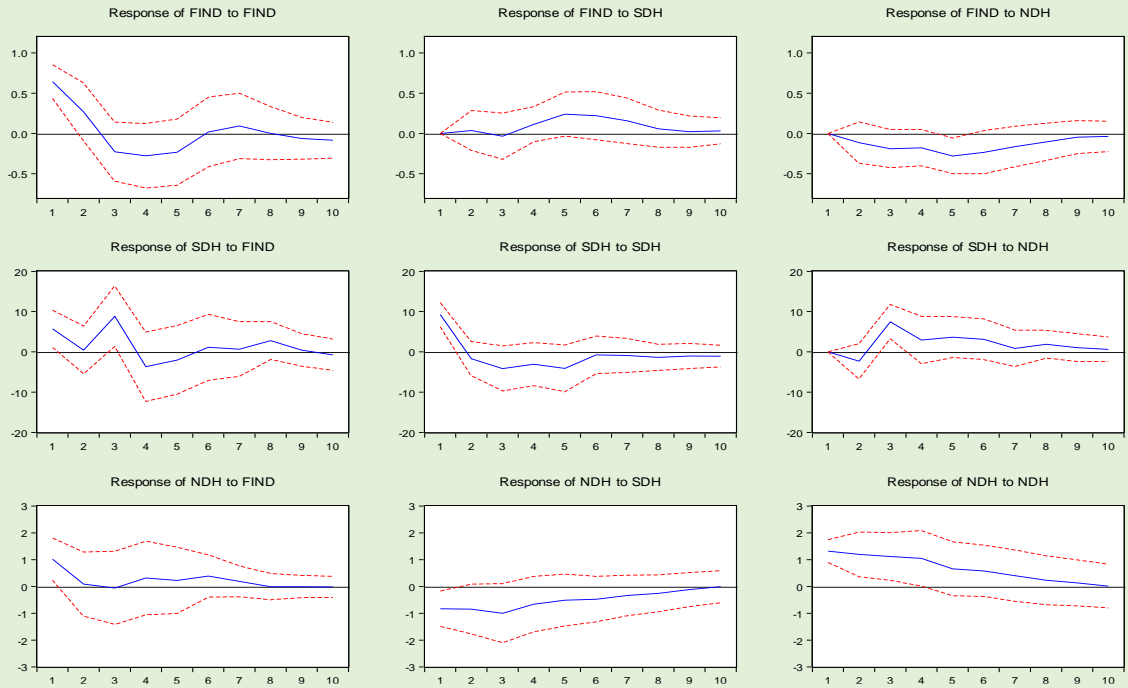 Response of FIND to FIND
Response of FIND to SDH
Response of FIND to NDH
1.0
0.5
0.0
-0.5
1 2 3 4 5 6 7 8 9 10
1.0
0.5
0.0
-0.5
1 2 3 4 5 6 7 8 9 10
1.0
0.5
0.0
-0.5
1 2 3 4 5 6 7 8 9 10
Response of SDH to FIND
Response of SDH to SDH
Response of SDH to NDH
20
10
0
-10
-20
1 2 3 4 5 6 7 8 9 10
20
10
0
-10
-20
1 2 3 4 5 6 7 8 9 10
20
10
0
-10
-20
1 2 3 4 5 6 7 8 9 10
Response of NDH to FIND
Response of NDH to SDH
Response of NDH to NDH
3
2
1
0
-1
-2
-3
1 2 3 4 5 6 7 8 9 10
3
2
1
0
-1
-2
-3
1 2 3 4 5 6 7 8 9 10
3
2
1
0
-1
-2
-3
1 2 3 4 5 6 7 8 9 10